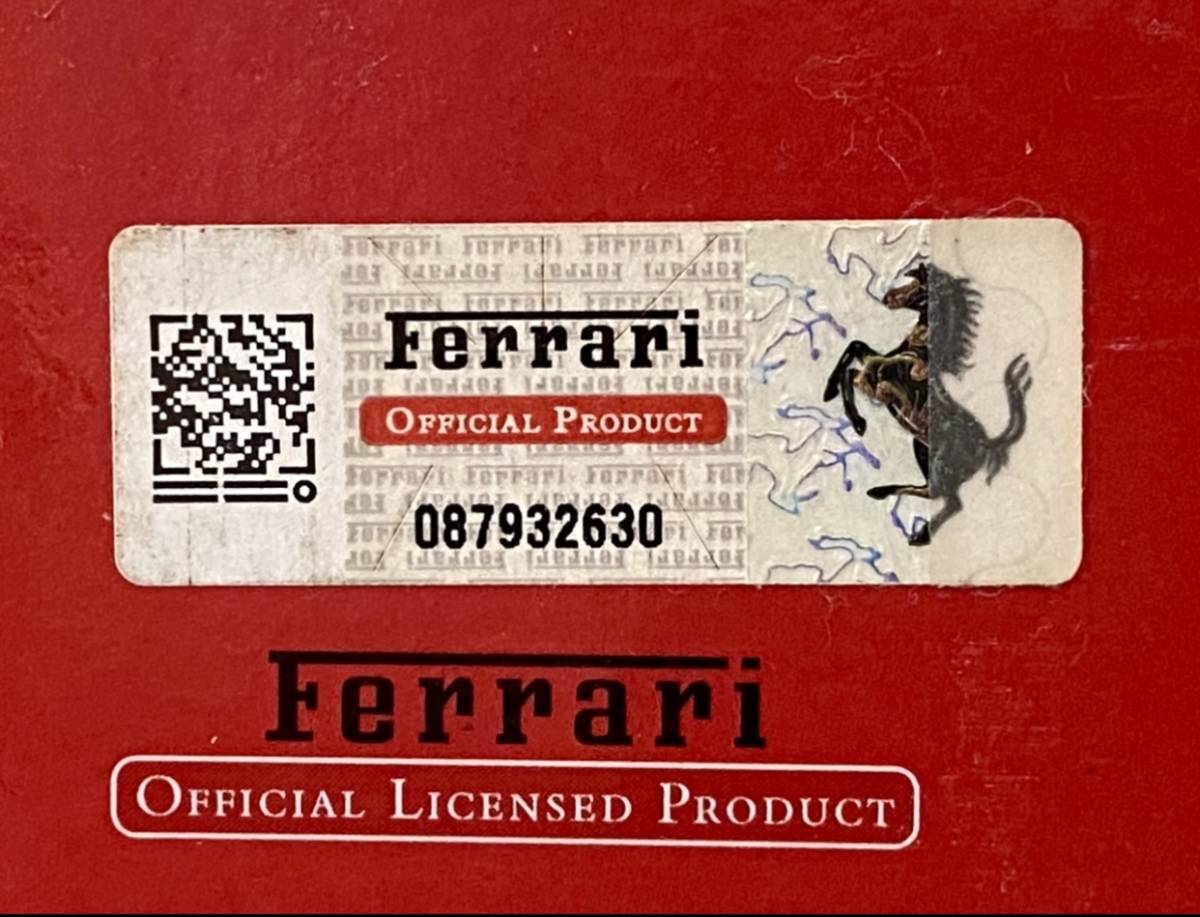 Ferrari
OFFICIAL PRODUCT
087932630
Ferrari
OFFICIAL LICENSED PRODUCT